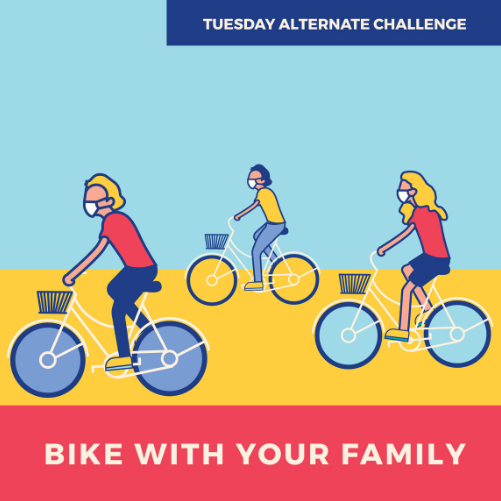 TUESDAY ALTERNATE CHALLENGE
BIKE WITH YOUR FAMILY